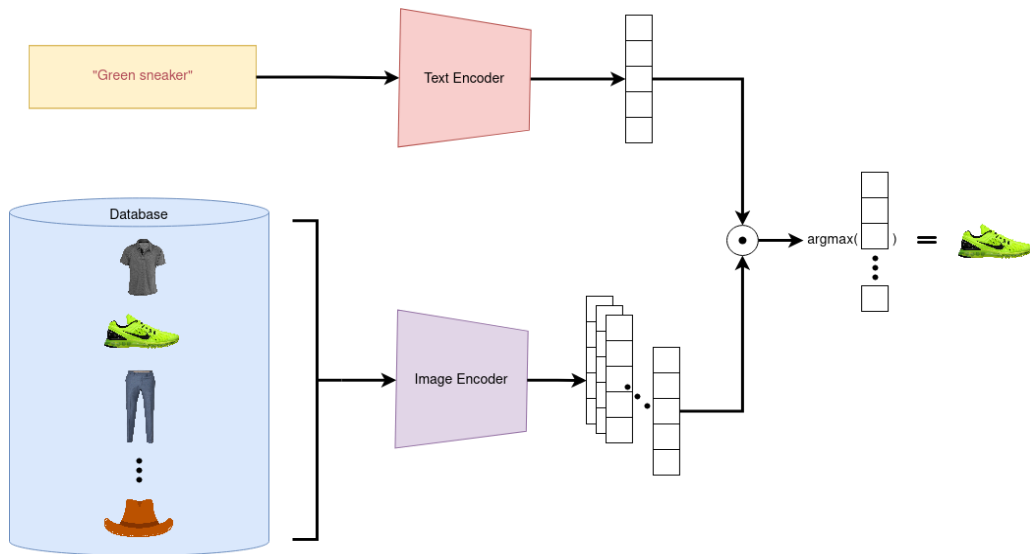 "Green sneaker"
Text Encoder
Database
argmax( )
=
Image Encoder